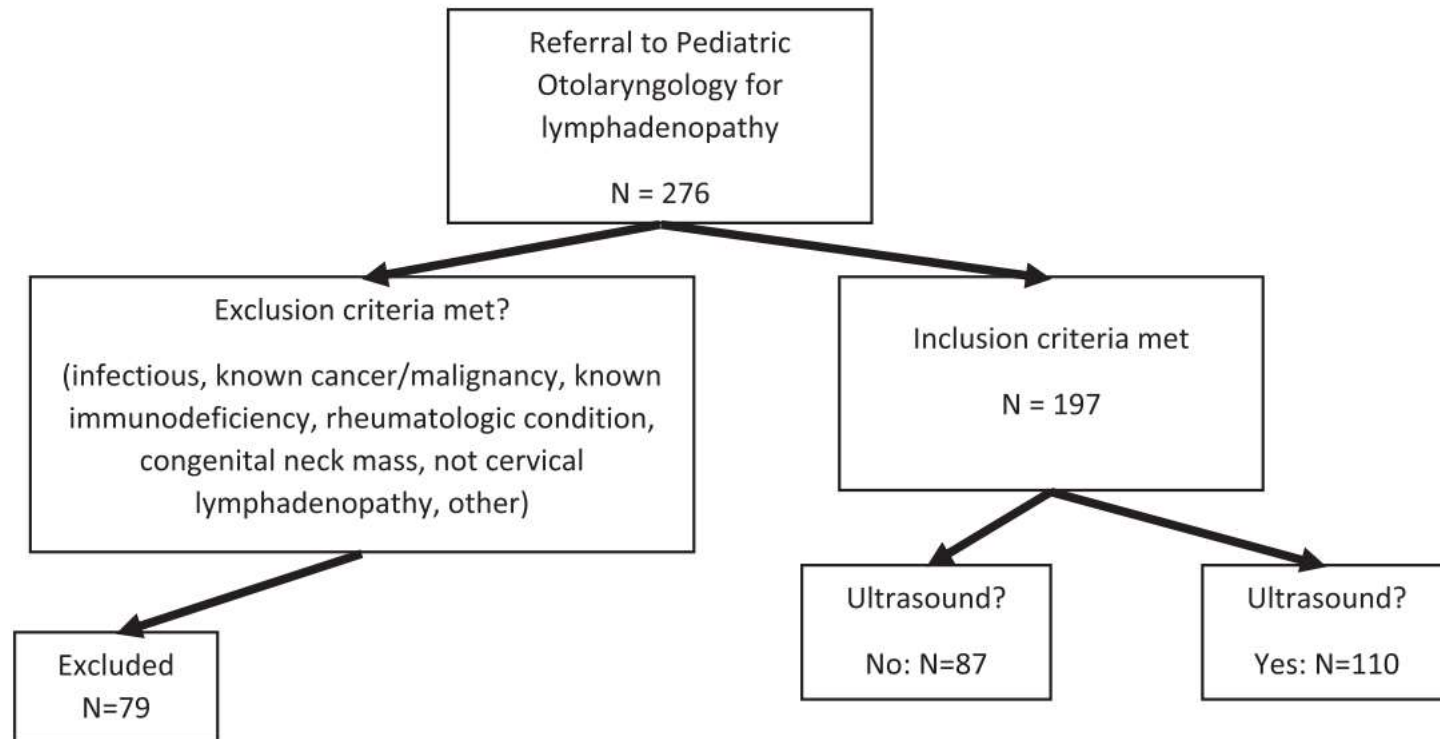 Referral to Pediatric
Otolaryngology for
lymphadenopathy
N = 276
Exclusion criteria met?
(infectious, known cancer/malignancy, known
immunodeficiency, rheumatologic condition,
congenital neck mass, not cervical
lymphadenopathy, other)
Inclusion criteria met
N = 197
Excluded
N=79
Ultrasound?
No: N=87
Ultrasound?
Yes: N=110